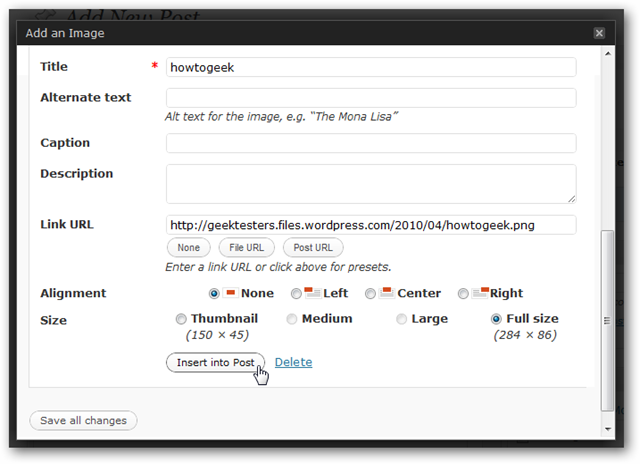 Add New Post
Add an Image
Title * howtogeek
Alternate text
Alt text for the image, e.g. “The Mona Lisa”
Caption
Description
Link URL http://geektesters.files.wordpress.com/2010/04/howtogeek.png
None File URL Post URL
Enter a link URL or click above for presets.
Alignment None Left Center Right
Size Thumbnail Medium Large Full size
(150 × 45) (284 × 86)
Insert into Post Delete
Save all changes